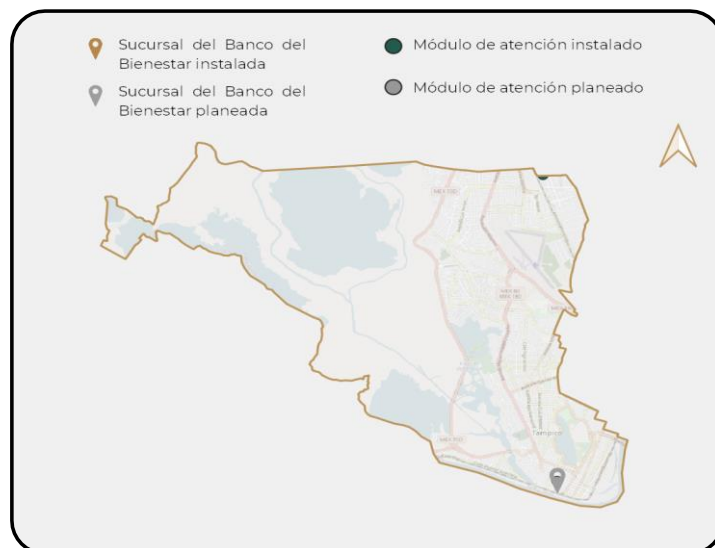 Sucursal del Banco del
Bienestar instalada
Sucursal del Banco del
Bienestar planeada
Módulo de atención instalado
Módulo de atención planeado
Tampico